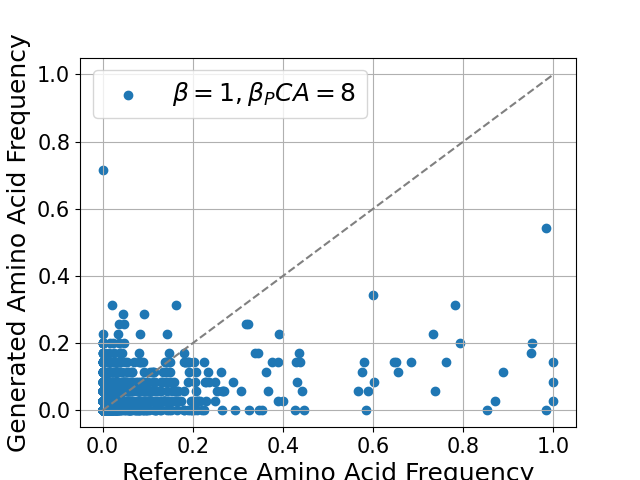 1.0
0.8
0.6
0.4
0.2
0.0
Generated Amino Acid Frequency
β = 1, β_PCA = 8
0.0 0.2 0.4 0.6 0.8 1.0
Reference Amino Acid Frequency